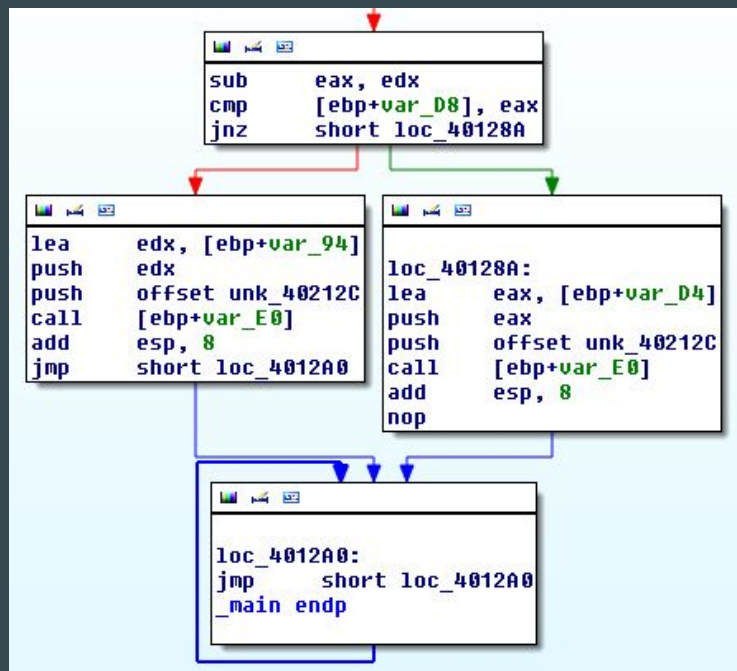 sub eax, edx
cmp [ebp+var_D8], eax
jnz short loc_40128A
lea edx, [ebp+var_94]
push edx
push offset unk_40212C
call [ebp+var_E0]
add esp, 8
jmp short loc_4012A0
loc_40128A:
lea eax, [ebp+var_D4]
push eax
push offset unk_40212C
call [ebp+var_E0]
add esp, 8
nop
loc_4012A0:
jmp short loc_4012A0
_main endp